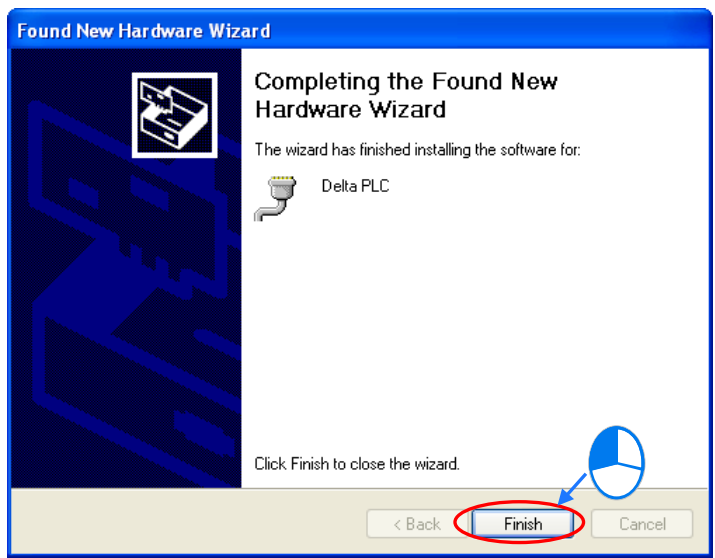 Found New Hardware Wizard
Completing the Found New
Hardware Wizard
The wizard has finished installing the software for:
Delta PLC
Click Finish to close the wizard.
< Back
Finish
Cancel